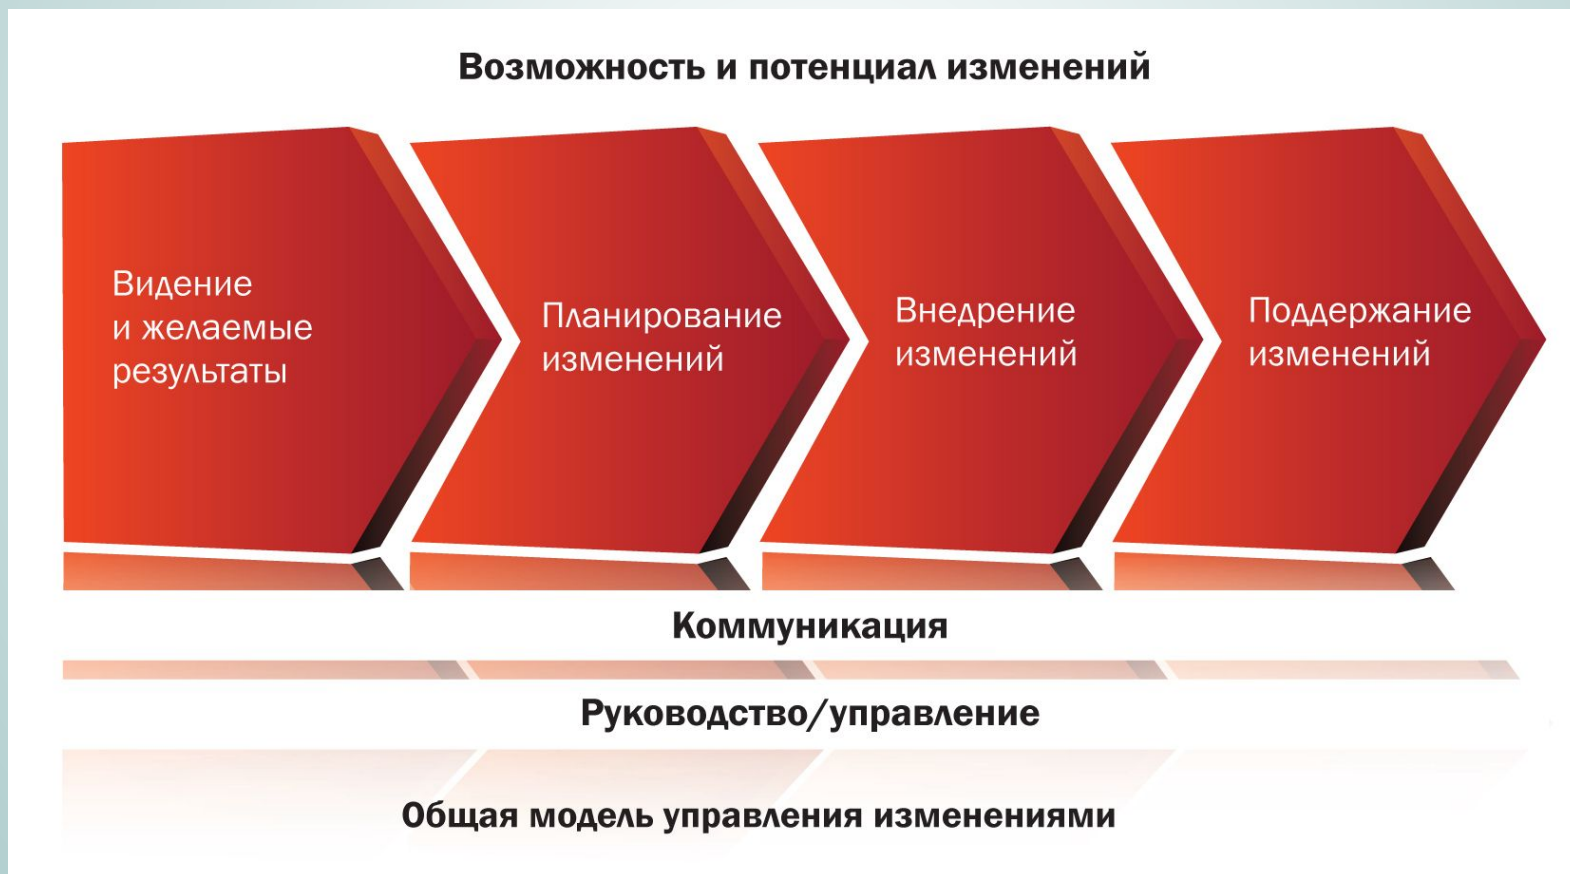 Возможность и потенциал изменений
Видение
и желаемые
результаты
Планирование
изменений
Внедрение
изменений
Поддержание
изменений
Коммуникация
Руководство/управление
Общая модель управления изменениями